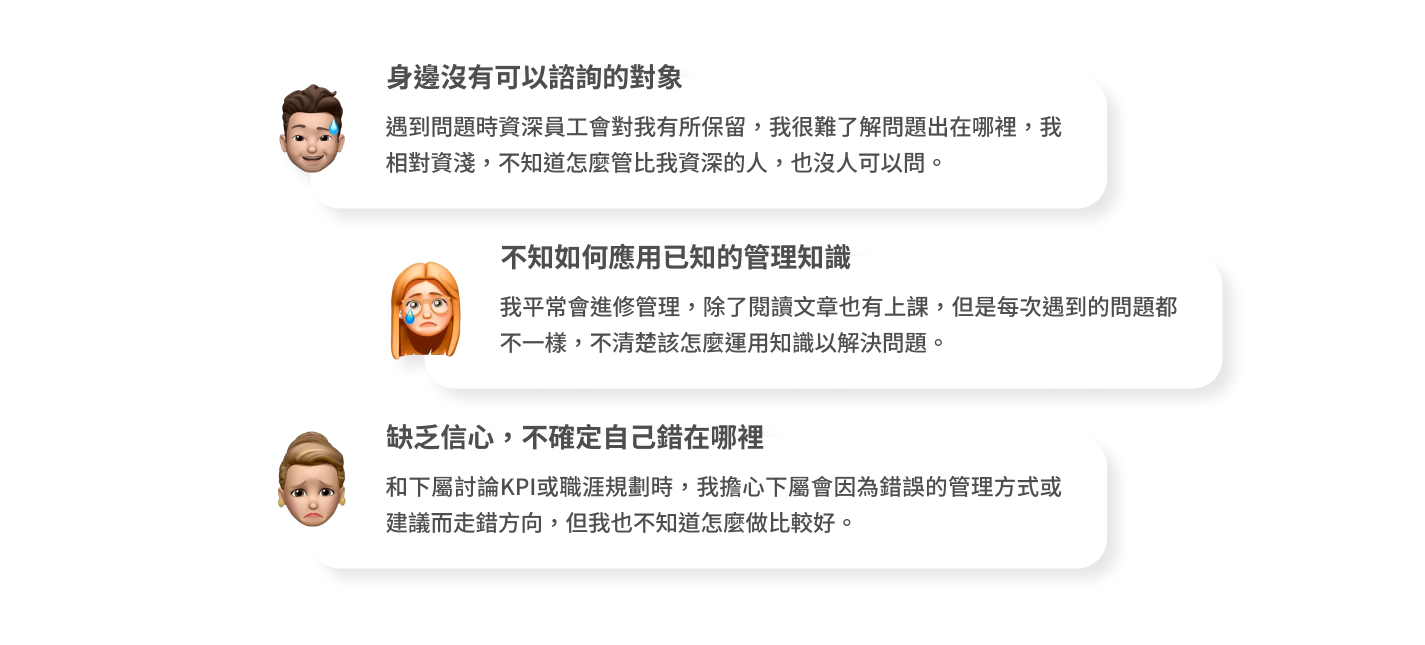 身邊沒有可以諮詢的對象
遇到問題時資深員工會對我有所保留，我很難了解問題出在哪裡，我
相對資淺，不知道怎麼管比我資深的人，也沒人可以問。
不知如何應用已知的管理知識
我平常會進修管理，除了閱讀文章也有上課，但是每次遇到的問題都
不一樣，不清楚該怎麼運用知識以解決問題。
缺乏信心，不確定自己錯在哪裡
和下屬討論KPI或職涯規劃時，我擔心下屬會因為錯誤的管理方式或
建議而走錯方向，但我也不知道怎麼做比較好。